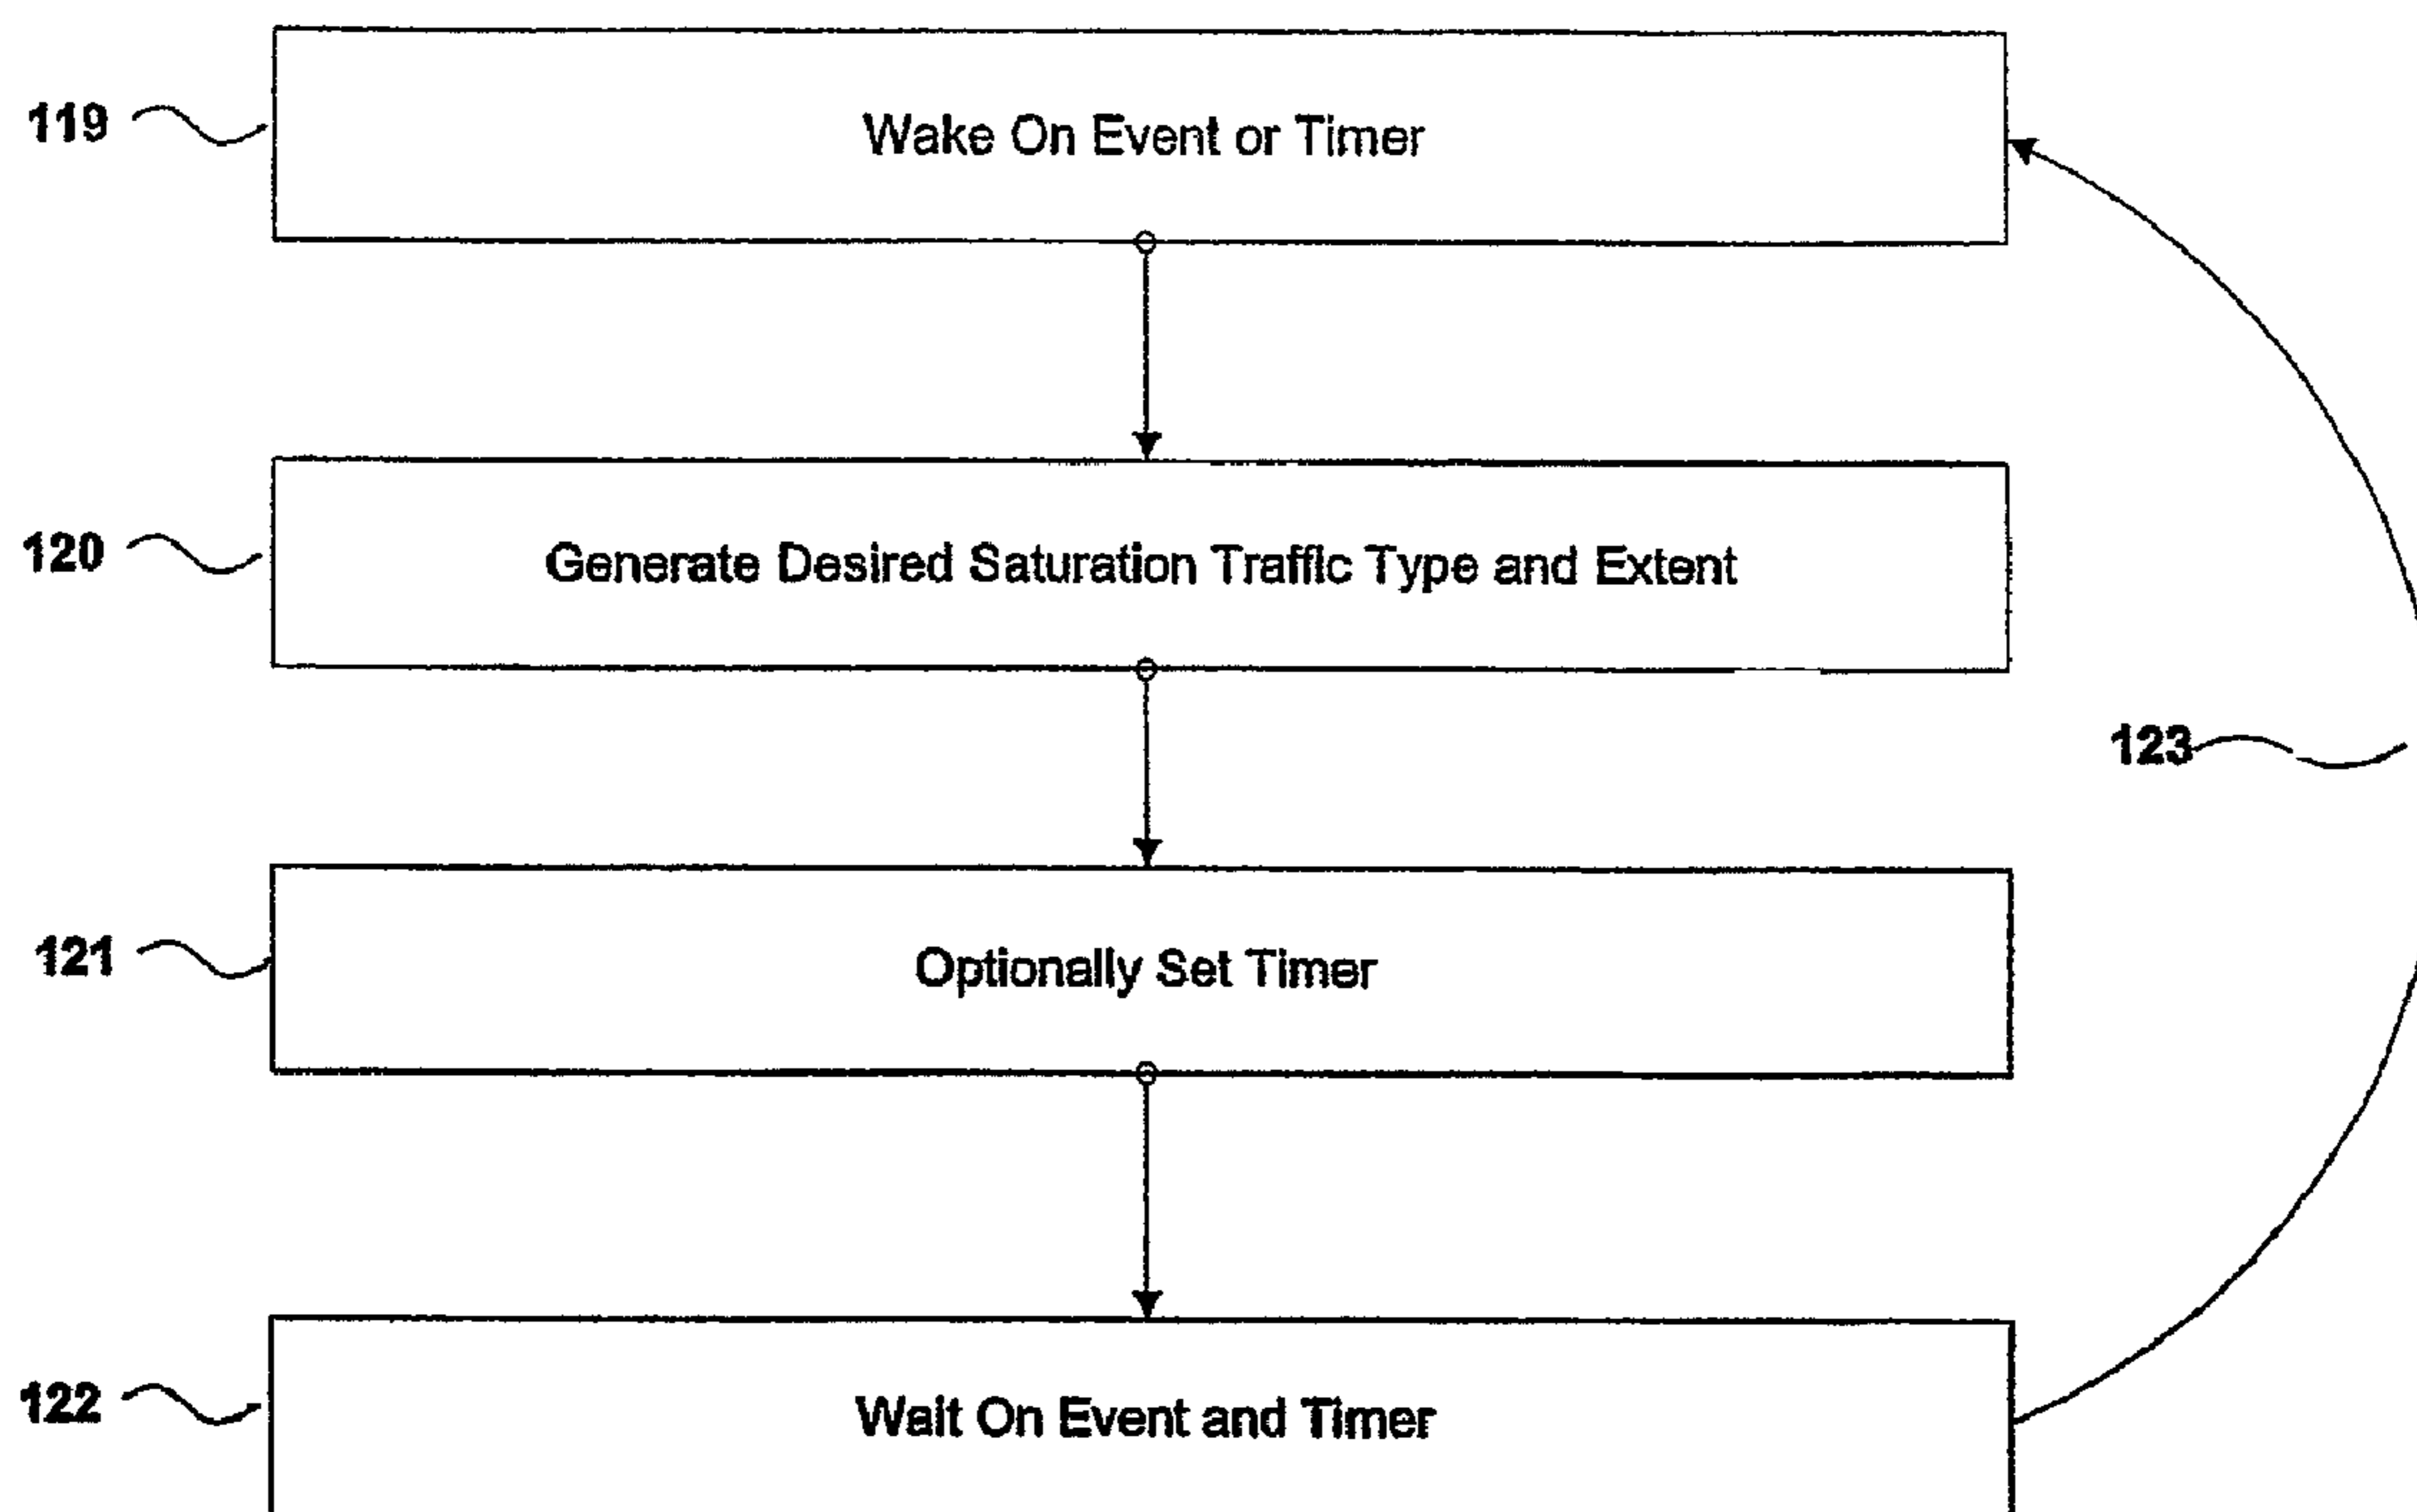 119
Wake On Event or Timer
120
Generate Desired Saturation Traffic Type and Extent
123
121
Optionally Set Timer
122
Wait On Event and Timer